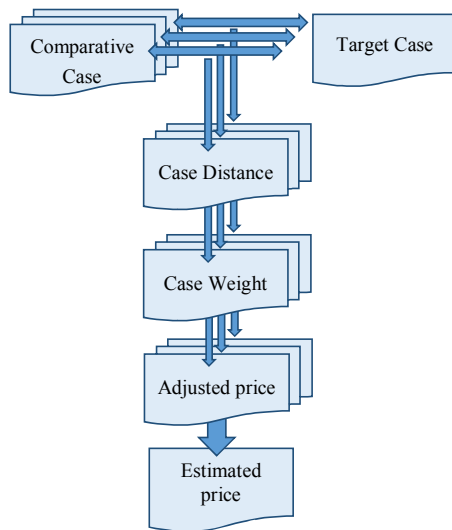 Comparative
Case
Target Case
Case Distance
Case Weight
Adjusted price
Estimated
price